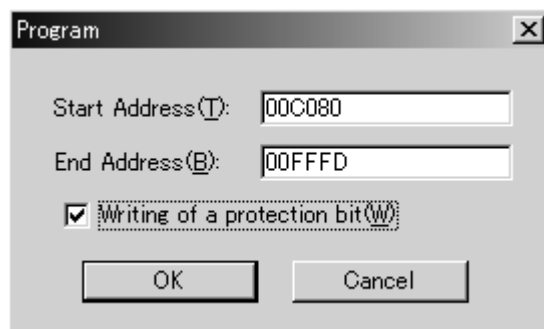 Program
Start Address(T): 00C080
End Address(B): 00FFFD
Writing of a protection bit(W)
OK Cancel